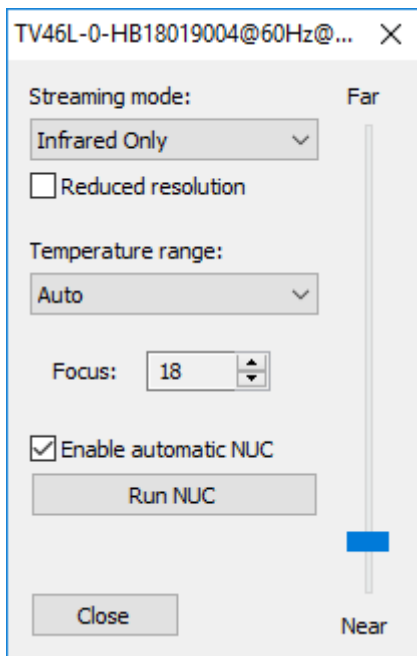 TV46L-0-HB18019004@60Hz@...
Streaming mode:
Far
Infrared Only
Reduced resolution
Temperature range:
Auto
Focus:
18
Enable automatic NUC
Run NUC
Close
Near